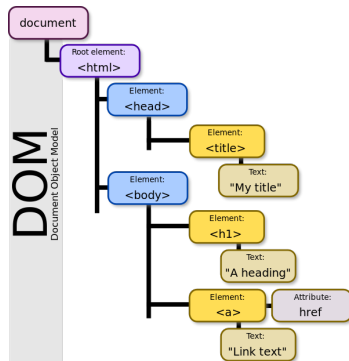 document
Root element:
<html>
Element:
<head>
Element:
<title>
Text:
"My title"
Element:
<body>
Element:
<h1>
Text:
"A heading"
Element:
<a>
Attribute:
href
Text:
"Link text"
DOM
Document Object Model